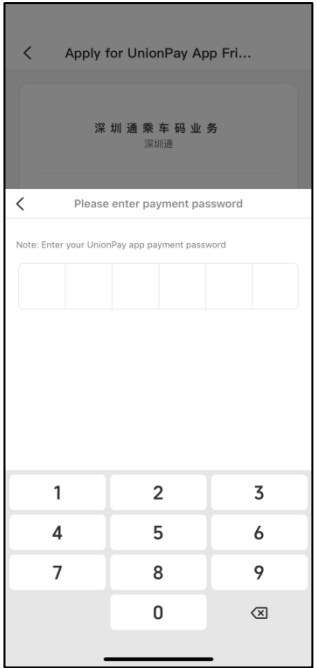 Apply for UnionPay App Fri...
深圳通乘车码业务
深圳通
Please enter payment password
Note: Enter your UnionPay app payment password
1 2 3
4 5 6
7 8 9
0